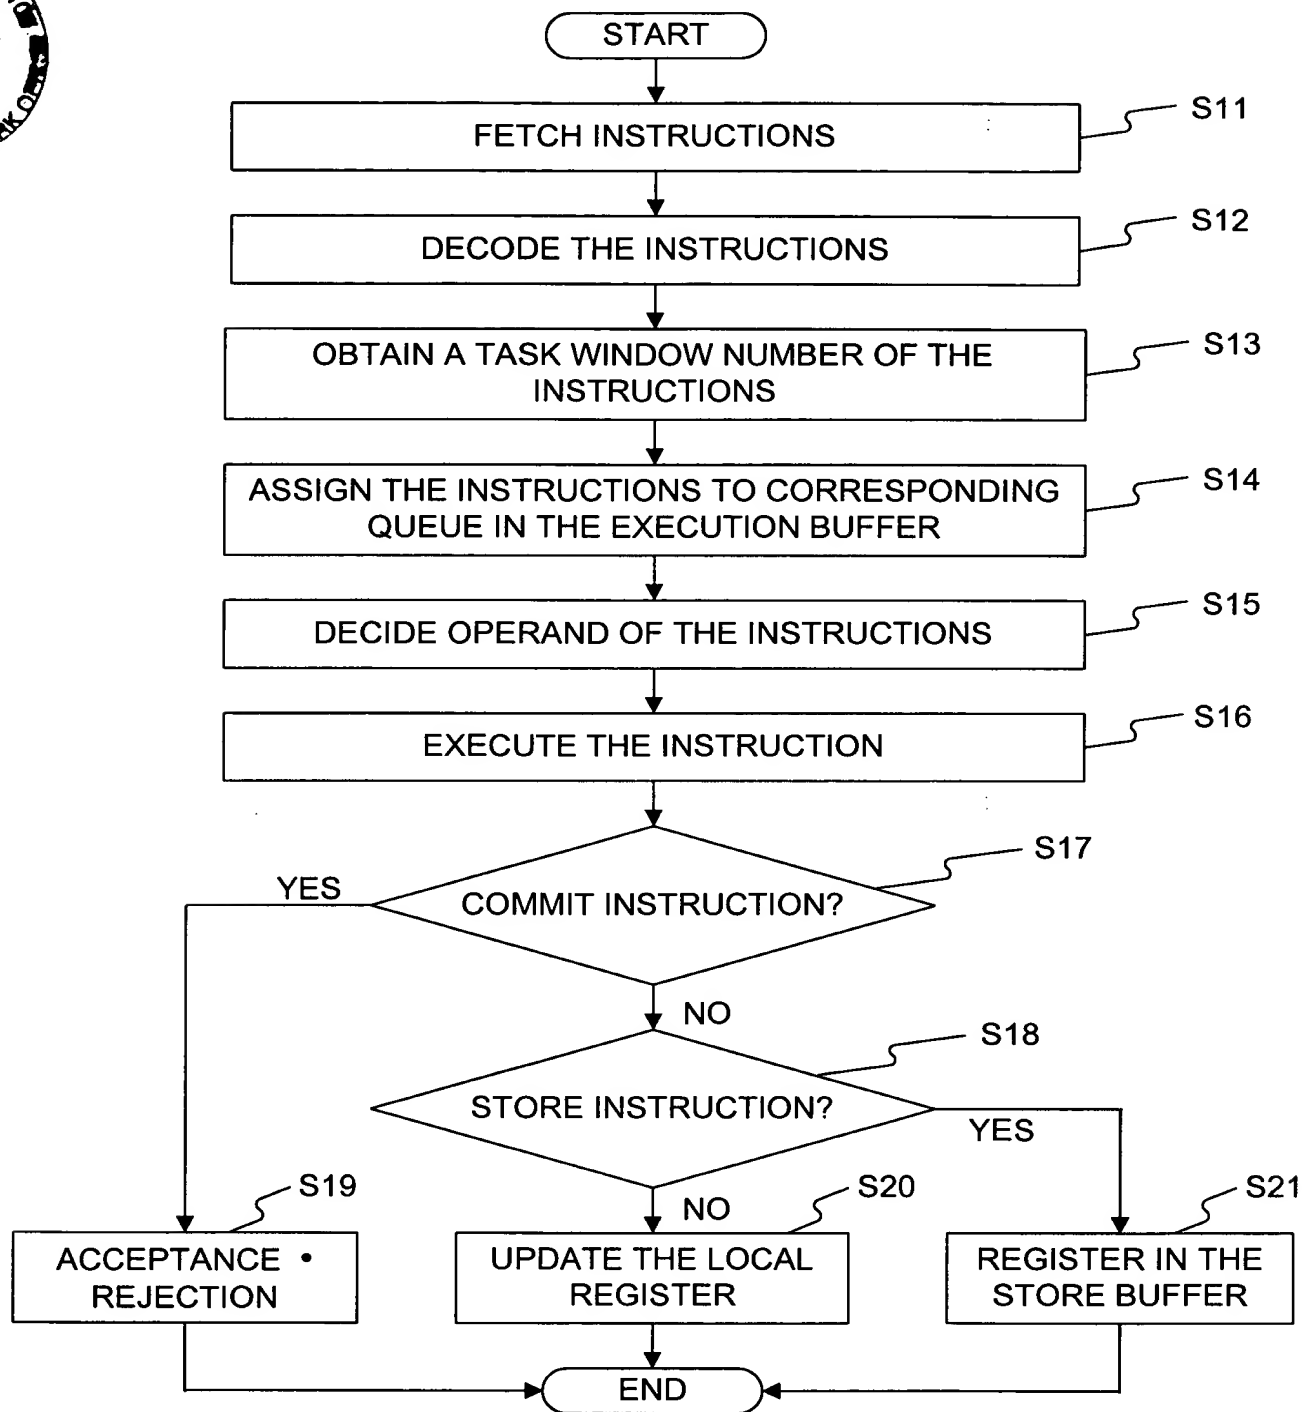 START
FETCH INSTRUCTIONS
S11
DECODE THE INSTRUCTIONS
S12
OBTAIN A TASK WINDOW NUMBER OF THE
INSTRUCTIONS
S13
ASSIGN THE INSTRUCTIONS TO CORRESPONDING
QUEUE IN THE EXECUTION BUFFER
S14
DECIDE OPERAND OF THE INSTRUCTIONS
S15
EXECUTE THE INSTRUCTION
S16
COMMIT INSTRUCTION?
S17
YES
NO
STORE INSTRUCTION?
S18
YES
NO
S19
ACCEPTANCE •
REJECTION
S20
UPDATE THE LOCAL
REGISTER
S21
REGISTER IN THE
STORE BUFFER
END